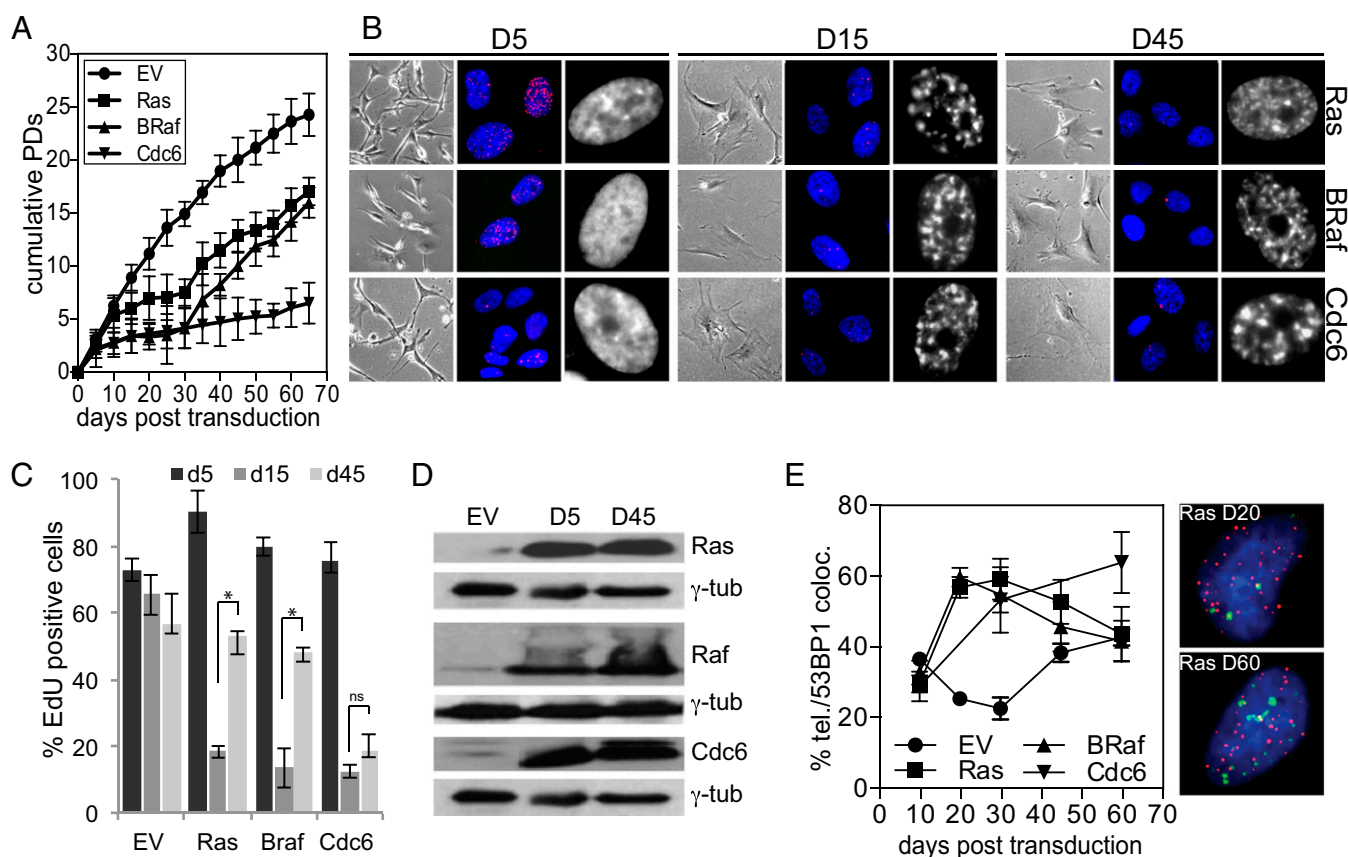 A
cumulative PDs
30
25
20
15
10
5
0
EV
Ras
BRaf
Cdc6
0 10 20 30 40 50 60 70
days post transduction
B
D5 D15 D45
Ras
BRaf
Cdc6
C
% EdU positive cells
100
80
60
40
20
0
d5 d15 d45
*
*
ns
EV Ras Braf Cdc6
D
EV D5 D45
Ras
γ-tub
Raf
γ-tub
Cdc6
γ-tub
E
% tel./53BP1 coloc.
80
60
40
20
0
EV BRaf
Ras Cdc6
0 10 20 30 40 50 60 70
days post transduction
Ras D20
Ras D60